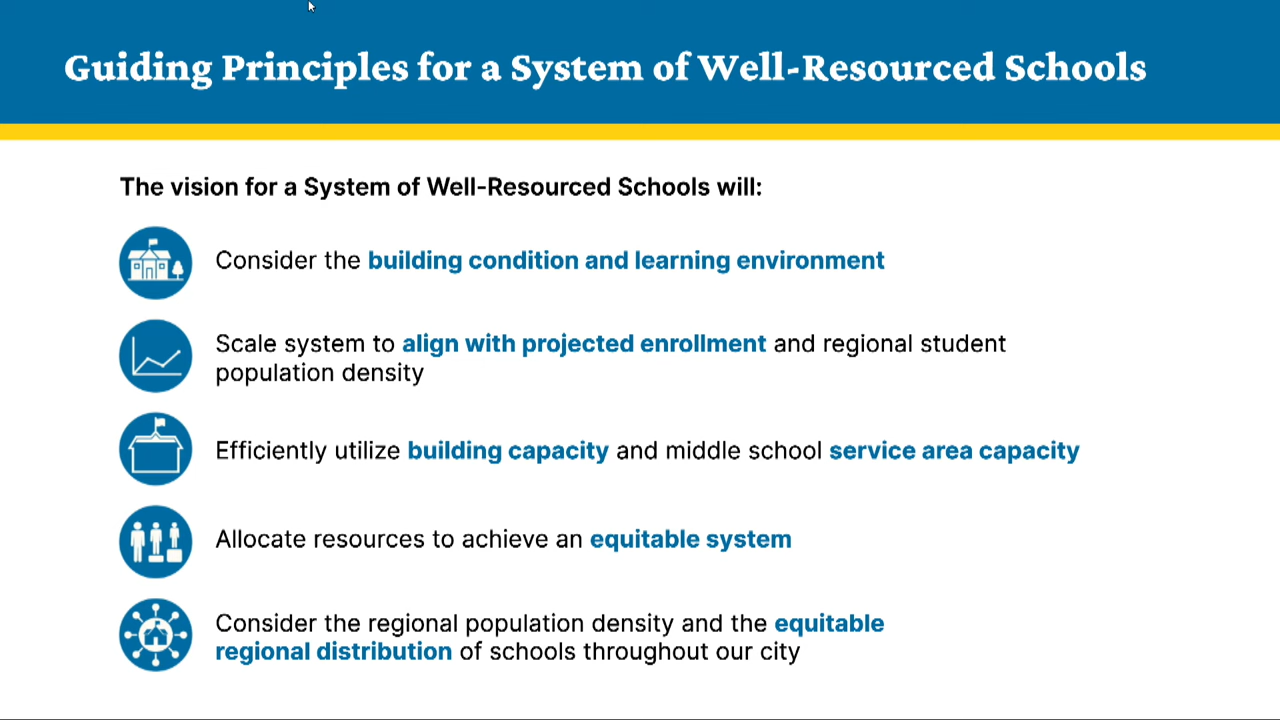 Guiding Principles for a System of Well-Resourced Schools
The vision for a System of Well-Resourced Schools will:
Consider the building condition and learning environment
Scale system to align with projected enrollment and regional student
population density
Efficiently utilize building capacity and middle school service area capacity
Allocate resources to achieve an equitable system
Consider the regional population density and the equitable
regional distribution of schools throughout our city